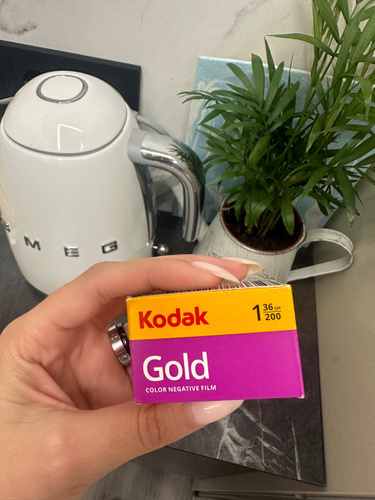 SMEG
Kodak
1 36 EXP.
200
Gold
COLOR NEGATIVE FILM